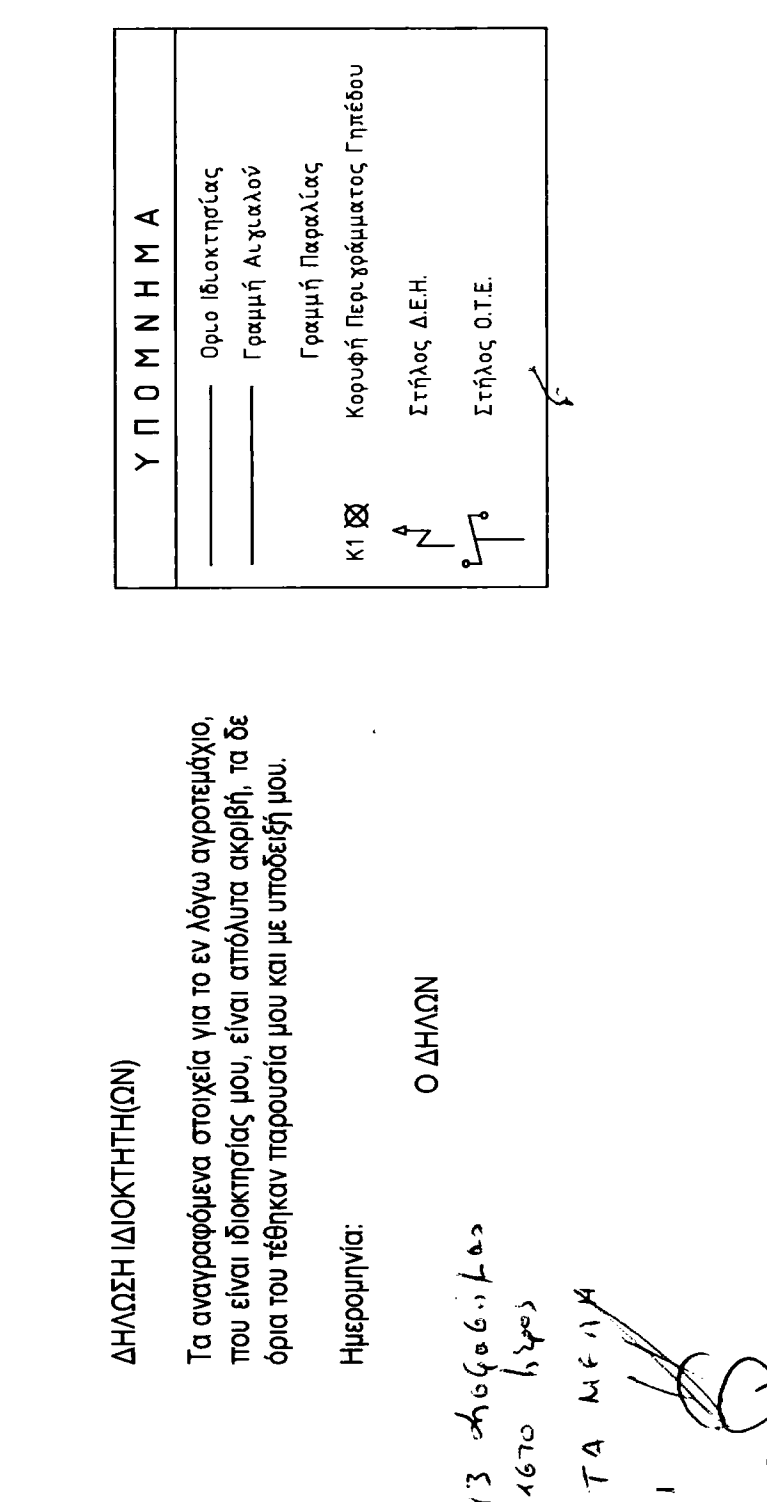 Υ Π Ο Μ Ν Η Μ Α
Οριο Ιδιοκτησίας
Γραμμή Αιγιαλού
Γραμμή Παραλίας
Κ1 Κορυφή Περιγράμματος Γηπέδου
Στήλος Δ.Ε.Η.
Στήλος Ο.Τ.Ε.
ΔΗΛΩΣΗ ΙΔΙΟΚΤΗΤΗ(ΩΝ)
Τα αναγραφόμενα στοιχεία για το εν λόγω αγροτεμάχιο,
που είναι ιδιοκτησίας μου, είναι απόλυτα ακριβή, τα δε
όρια του τέθηκαν παρουσία μου και με υποδειξή μου.
Ημερομηνία:
Ο ΔΗΛΩΝ
ΤΑ ΜΕΛΗ